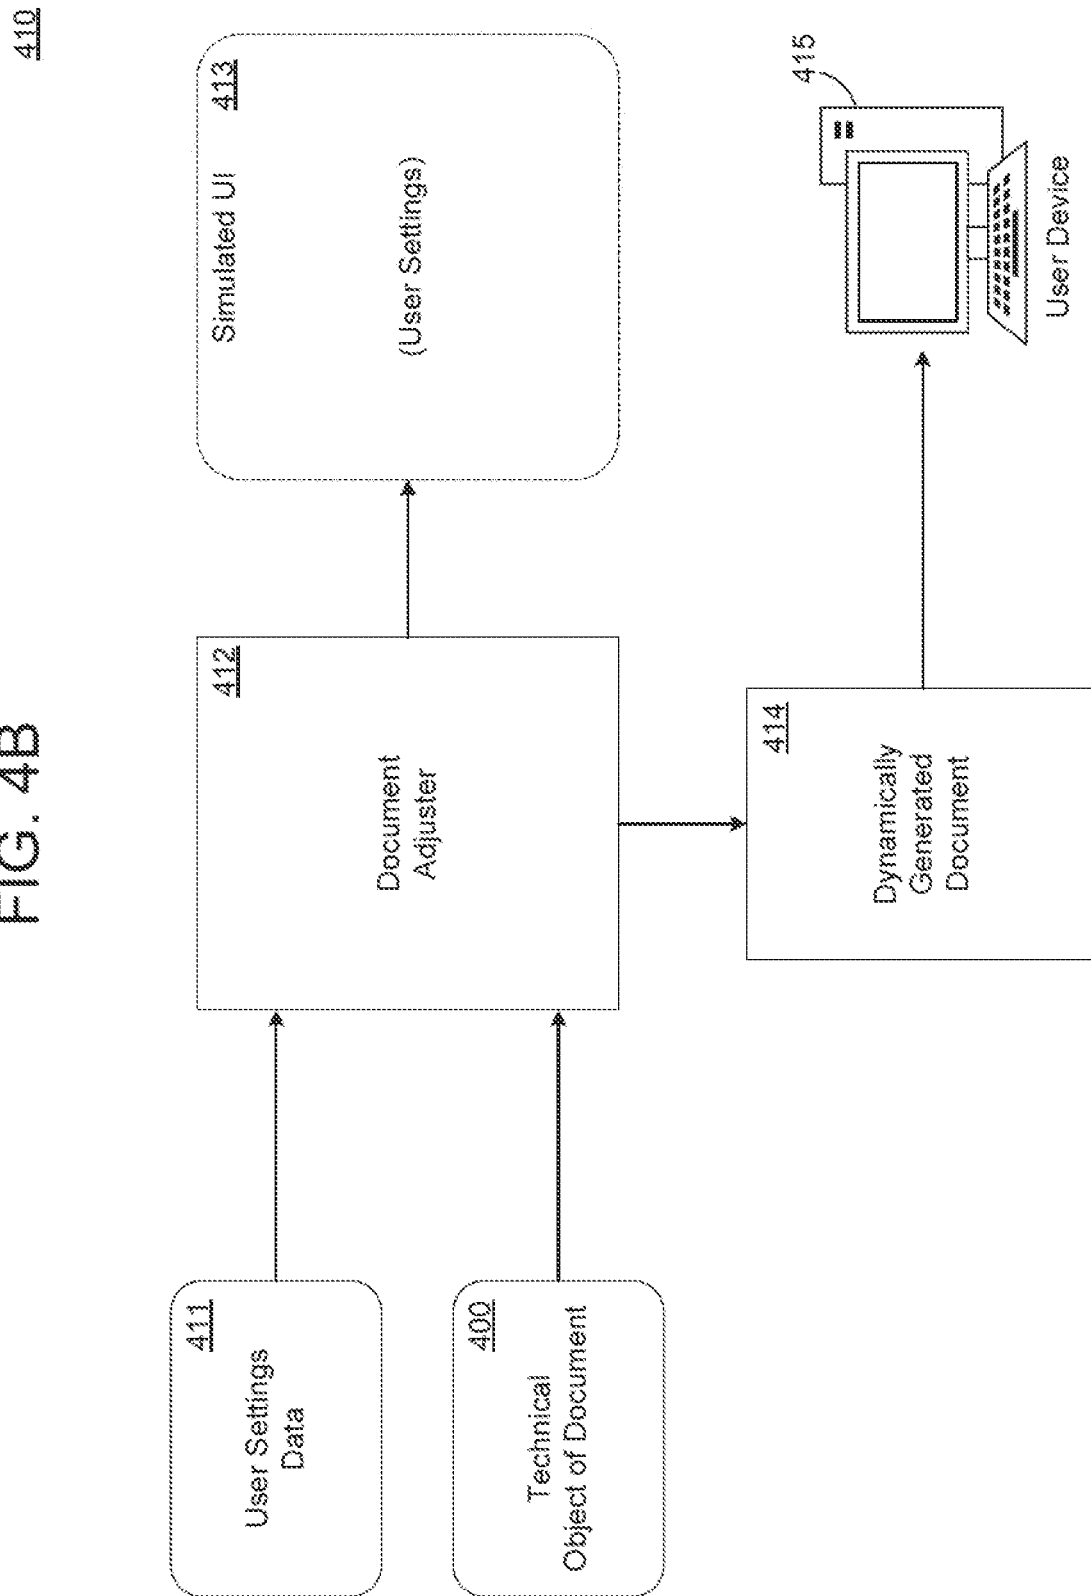 FIG. 4B
410
411
User Settings
Data
400
Technical
Object of Document
412
Document
Adjuster
Simulated UI
413
(User Settings)
414
Dynamically
Generated
Document
415
User Device